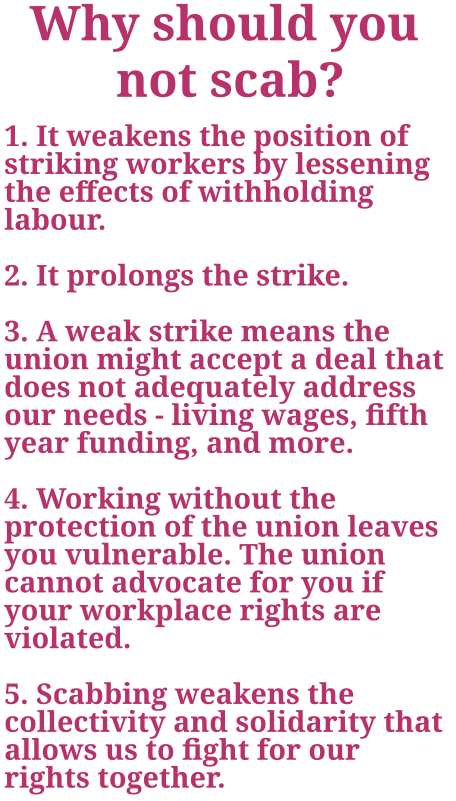 Why should you
not scab?
1. It weakens the position of
striking workers by lessening
the effects of withholding
labour.
2. It prolongs the strike.
3. A weak strike means the
union might accept a deal that
does not adequately address
our needs - living wages, fifth
year funding, and more.
4. Working without the
protection of the union leaves
you vulnerable. The union
cannot advocate for you if
your workplace rights are
violated.
5. Scabbing weakens the
collectivity and solidarity that
allows us to fight for our
rights together.